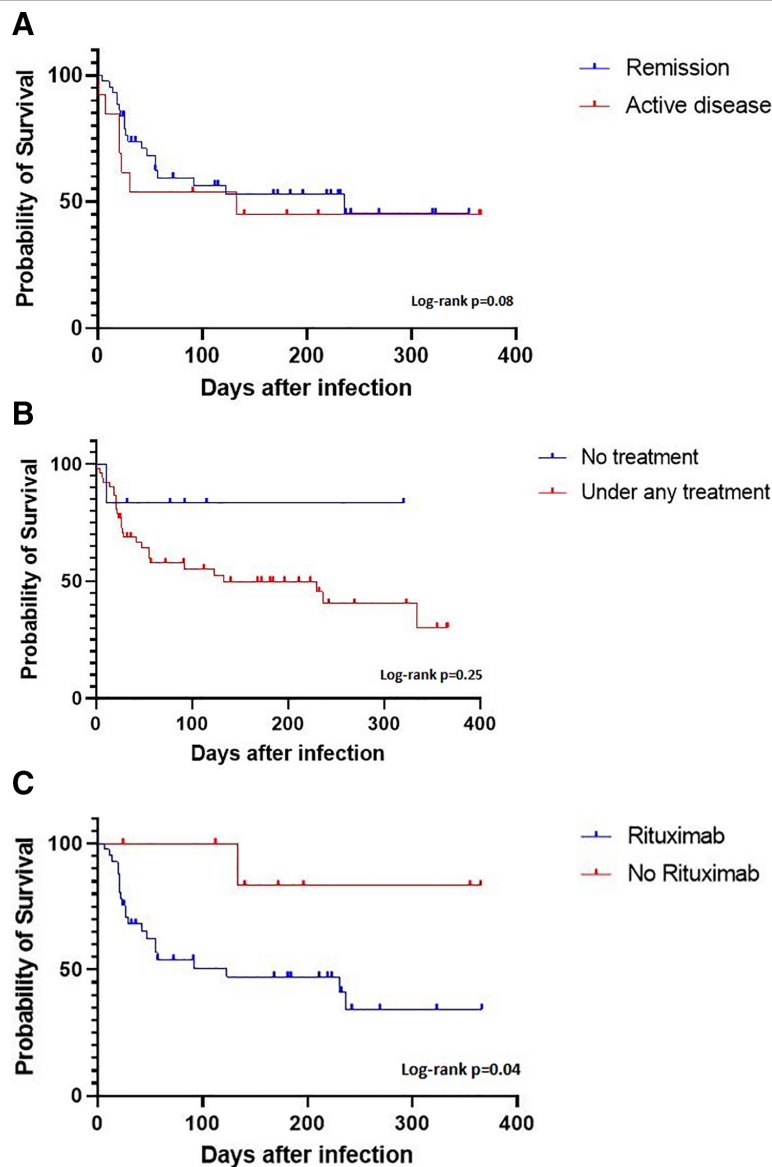 A
Probability of Survival
100
50
0
0 100 200 300 400
Days after infection
Remission
Active disease
Log-rank p=0.08
B
Probability of Survival
100
50
0
0 100 200 300 400
Days after infection
No treatment
Under any treatment
Log-rank p=0.25
C
Probability of Survival
100
50
0
0 100 200 300 400
Days after infection
Rituximab
No Rituximab
Log-rank p=0.04